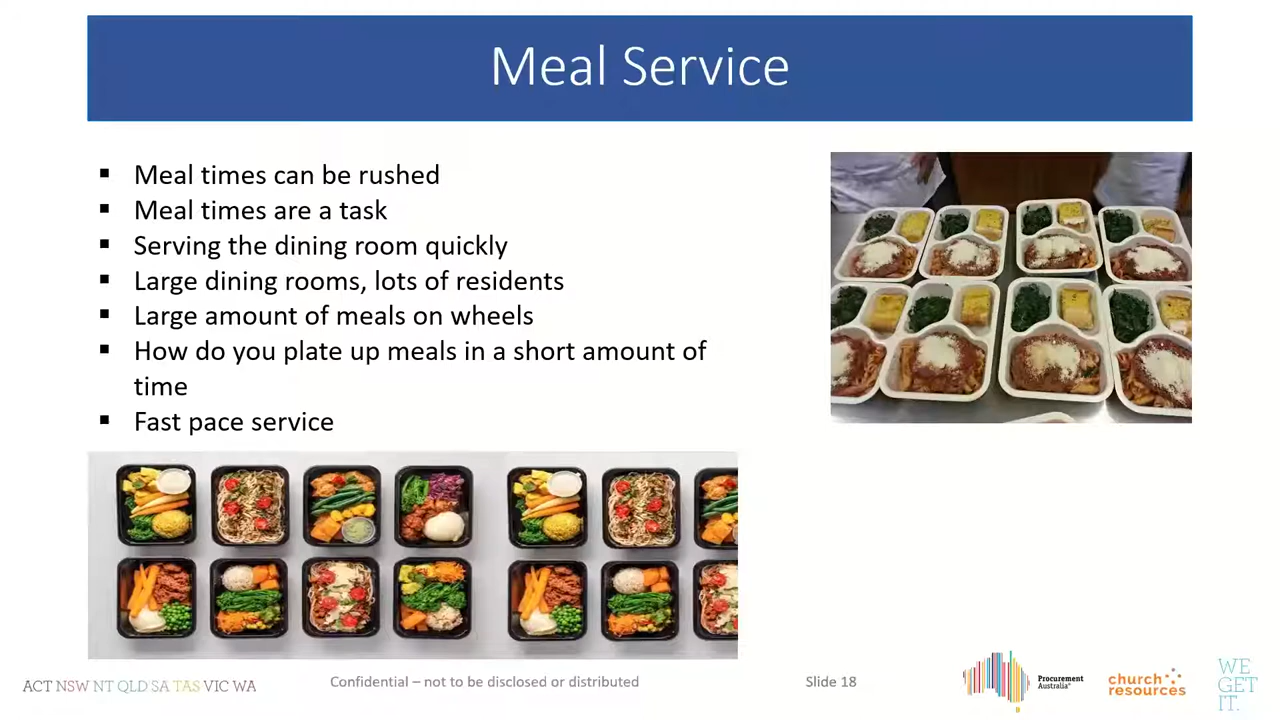 Meal Service
▪ Meal times can be rushed
▪ Meal times are a task
▪ Serving the dining room quickly
▪ Large dining rooms, lots of residents
▪ Large amount of meals on wheels
▪ How do you plate up meals in a short amount of
time
▪ Fast pace service
ACT NSW NT QLD SA TAS VIC WA
Confidential – not to be disclosed or distributed
Slide 18
Procurement
Australia®
church
resources
WE
GET
IT.